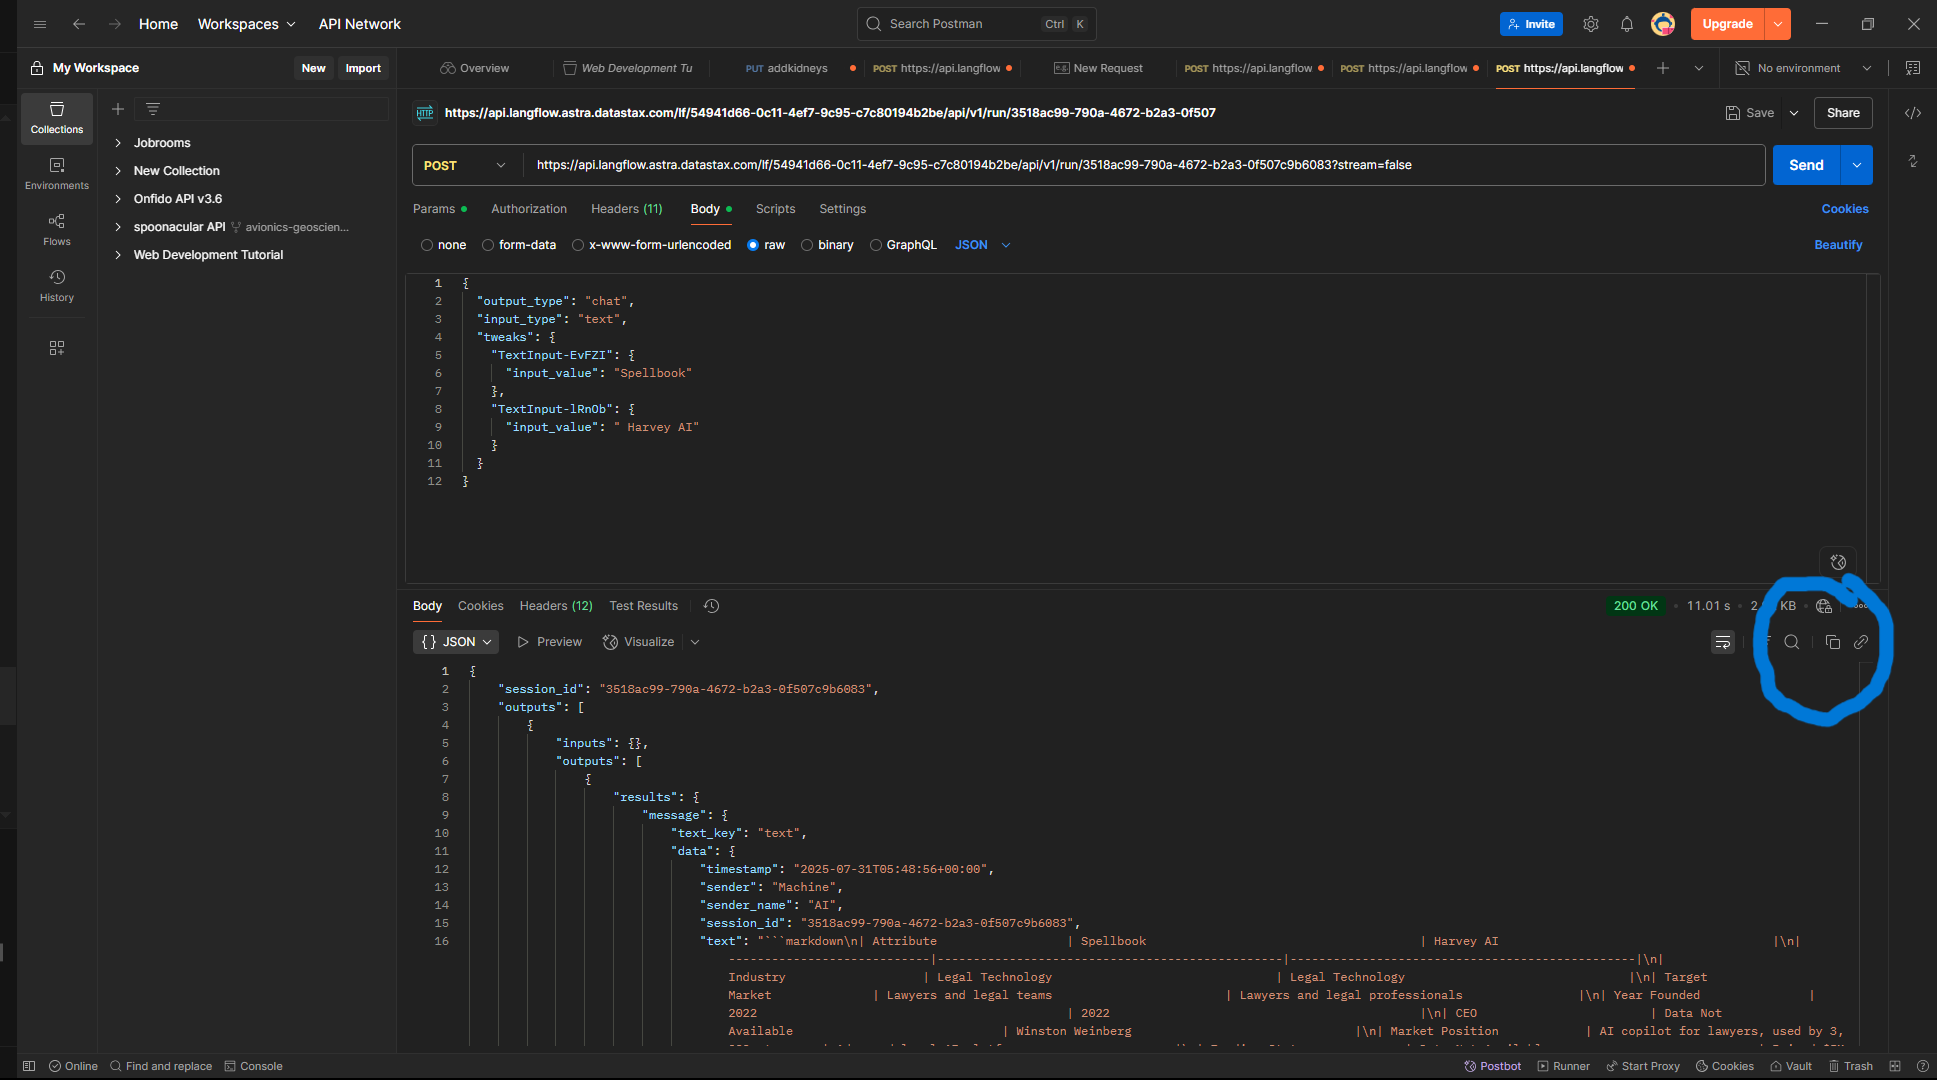 Home Workspaces API Network Search Postman Ctrl K Invite Upgrade
My Workspace New Import Overview Web Development Tu PUT addkidneys POST https://api.langflow New Request POST https://api.langflow POST https://api.langflow POST https://api.langflow No environment
Collections
Environments
Flows
History
Jobrooms
New Collection
Onfido API v3.6
spoonacular API avionics-geoscien...
Web Development Tutorial
HTTP https://api.langflow.astra.datastax.com/lf/54941d66-0c11-4ef7-9c95-c7c80194b2be/api/v1/run/3518ac99-790a-4672-b2a3-0f507 Save Share
POST https://api.langflow.astra.datastax.com/lf/54941d66-0c11-4ef7-9c95-c7c80194b2be/api/v1/run/3518ac99-790a-4672-b2a3-0f507c9b6083?stream=false Send
Params Authorization Headers (11) Body Scripts Settings Cookies
none form-data x-www-form-urlencoded raw binary GraphQL JSON Beautify
1 {
2 "output_type": "chat",
3 "input_type": "text",
4 "tweaks": {
5 "TextInput-EvFZI": {
6 "input_value": "Spellbook"
7 },
8 "TextInput-lRnOb": {
9 "input_value": " Harvey AI"
10 }
11 }
12 }
Body Cookies Headers (12) Test Results 200 OK 11.01 s KB
{} JSON Preview Visualize
1 {
2 "session_id": "3518ac99-790a-4672-b2a3-0f507c9b6083",
3 "outputs": [
4 {
5 "inputs": {},
6 "outputs": [
7 {
8 "results": {
9 "message": {
10 "text_key": "text",
11 "data": {
12 "timestamp": "2025-07-31T05:48:56+00:00",
13 "sender": "Machine",
14 "sender_name": "AI",
15 "session_id": "3518ac99-790a-4672-b2a3-0f507c9b6083",
16 "text": "```markdown\n| Attribute | Spellbook | Harvey AI |\n|
----------------------------|------------------------------------------------|------------------------------------------------|\n|
Industry | Legal Technology | Legal Technology |\n| Target
Market | Lawyers and legal teams | Lawyers and legal professionals |\n| Year Founded |
2022 | 2022 |\n| CEO | Data Not
Available | Winston Weinberg |\n| Market Position | AI copilot for lawyers, used by 3,
Online Find and replace Console Postbot Runner Start Proxy Cookies Vault Trash